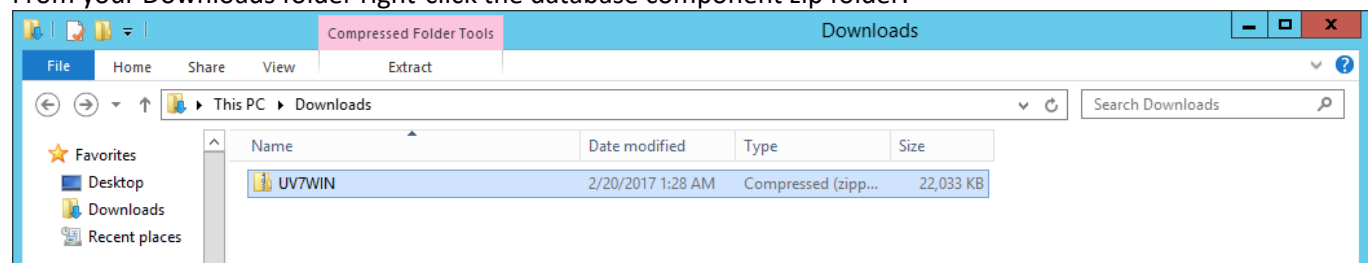 From your Downloads folder right-click the database component zip folder.
Compressed Folder Tools Downloads
File Home Share View Extract
This PC Downloads Search Downloads
Favorites Name Date modified Type Size
Desktop UV7WIN 2/20/2017 1:28 AM Compressed (zipp... 22,033 KB
Downloads
Recent places